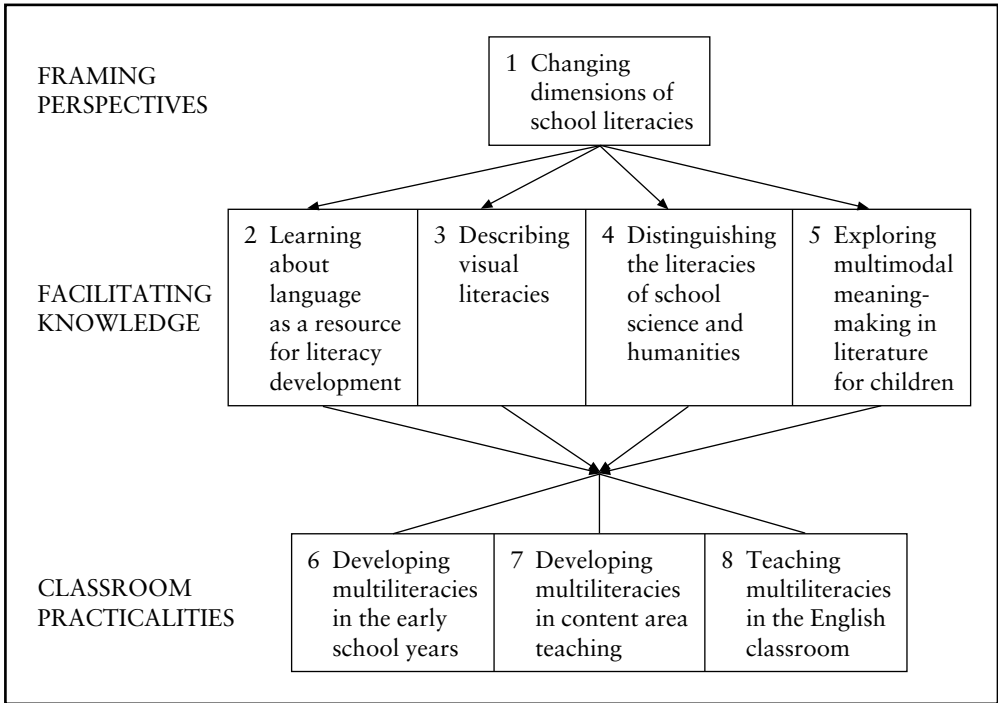 FRAMING
PERSPECTIVES
1 Changing
dimensions of
school literacies
FACILITATING
KNOWLEDGE
2 Learning
about
language
as a resource
for literacy
development
3 Describing
visual
literacies
4 Distinguishing
the literacies
of school
science and
humanities
5 Exploring
multimodal
meaning-
making in
literature
for children
CLASSROOM
PRACTICALITIES
6 Developing
multiliteracies
in the early
school years
7 Developing
multiliteracies
in content area
teaching
8 Teaching
multiliteracies
in the English
classroom